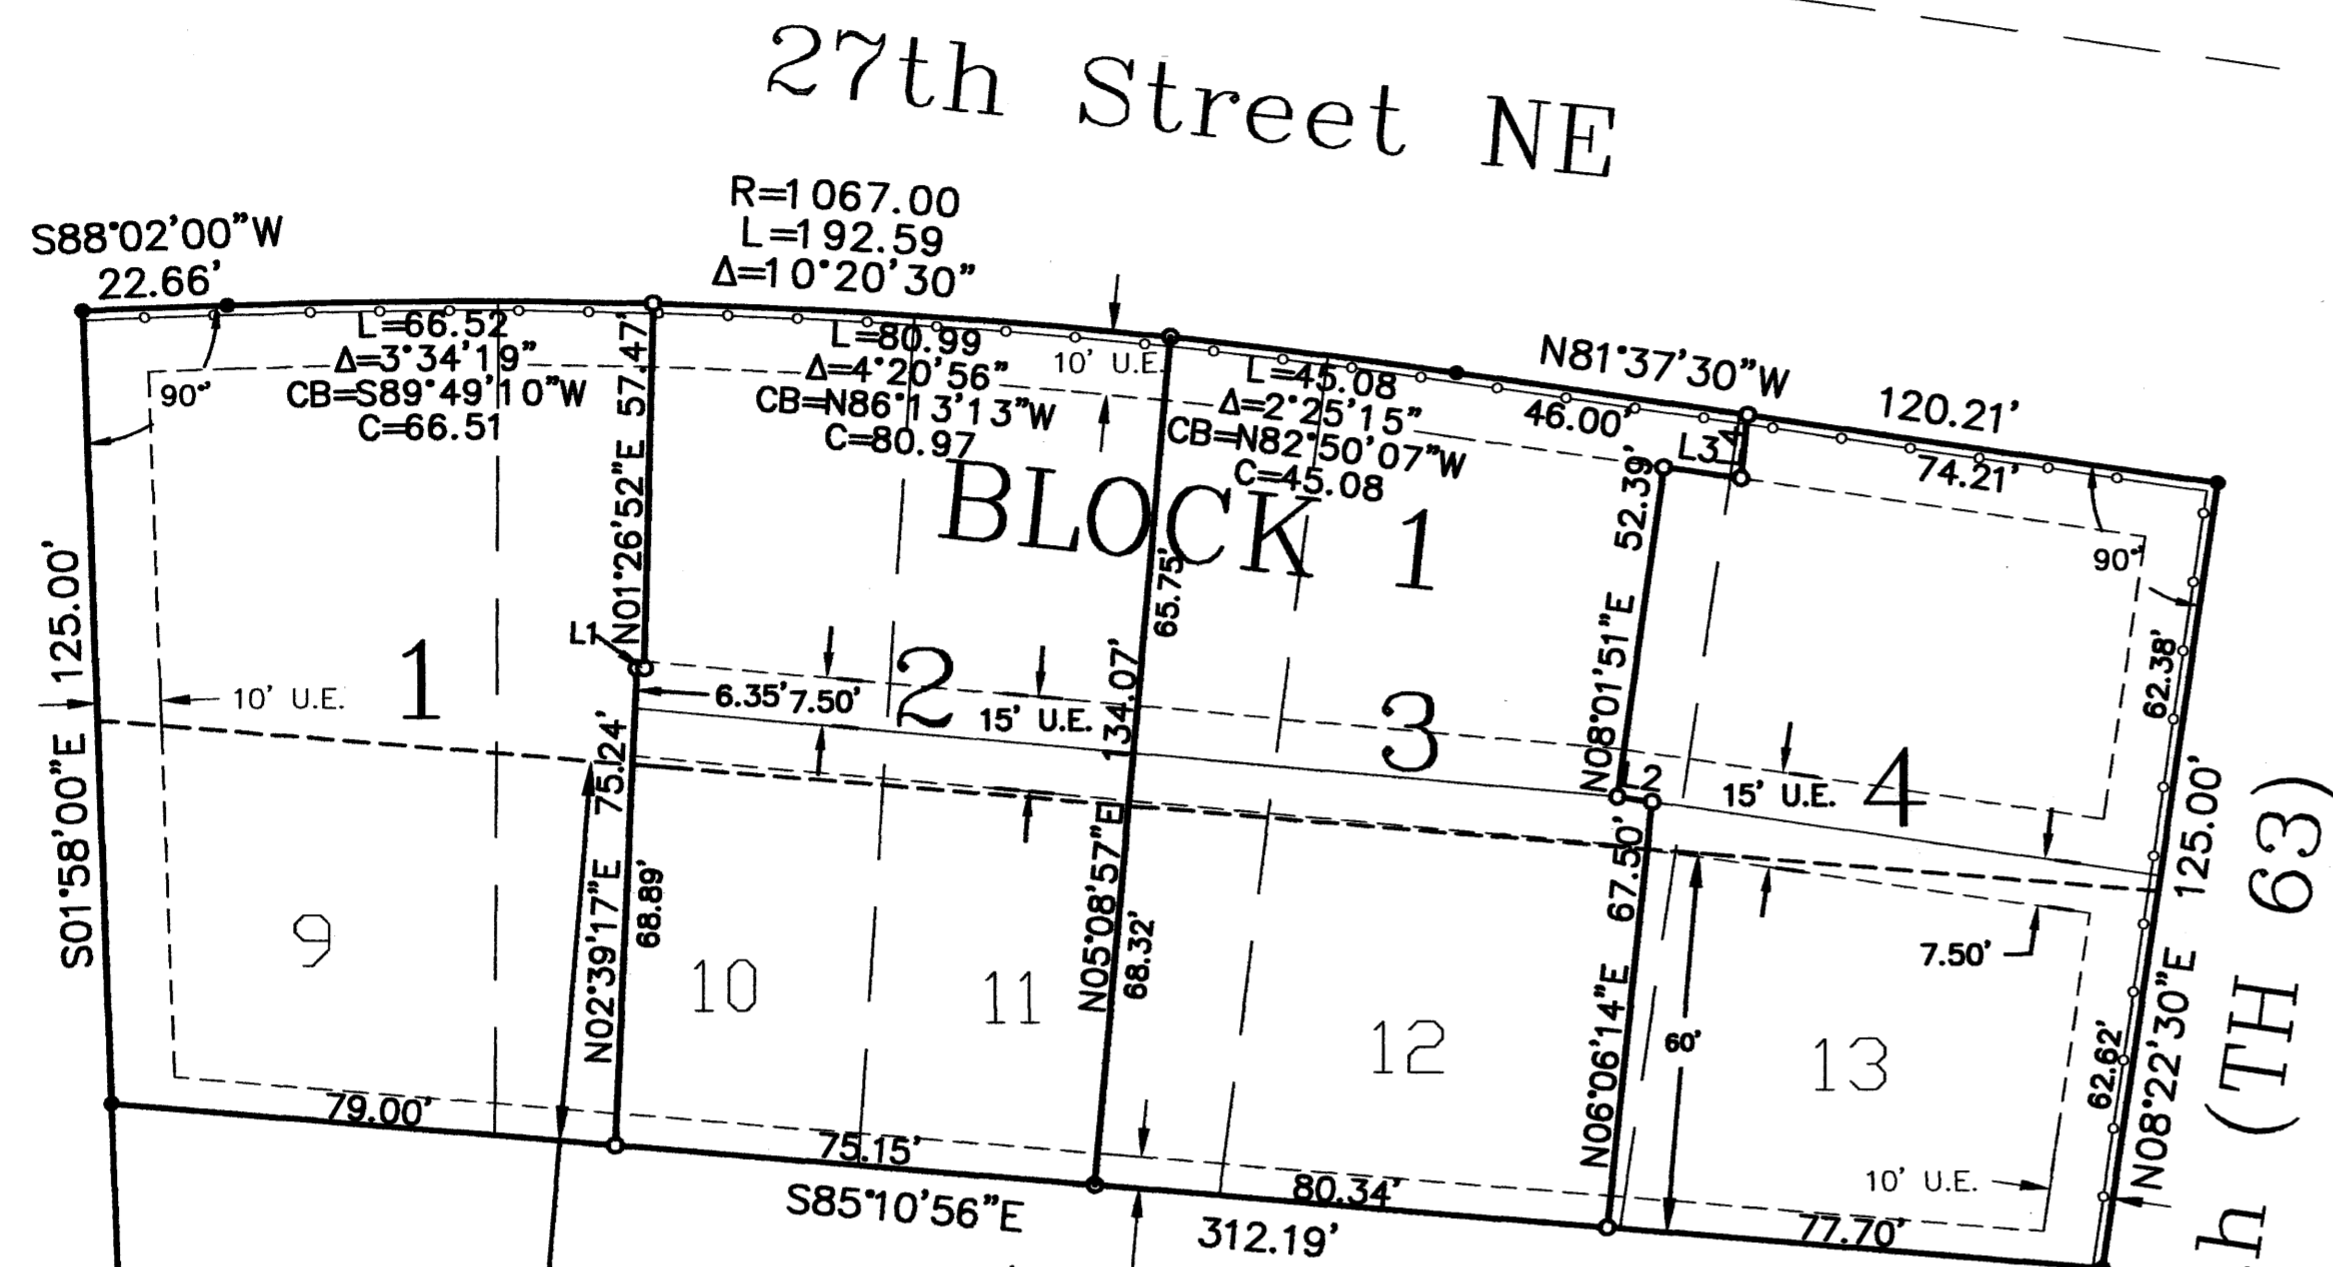 27th Street NE
R=1067.00
L=192.59
Δ=10°20'30"
S88°02'00"W
22.66'
L=66.52
Δ=3°34'19"
CB=S89°49'10"W
C=66.51
90°
L=80.99
Δ=4°20'56"
CB=N86°13'13"W
C=80.97
10' U.E.
L=45.08
Δ=2°25'15"
CB=N82°50'07"W
C=45.08
N81°37'30"W
120.21'
46.00'
74.21'
L3
90°
BLOCK 1
N01°26'52"E 57.47'
L1
65.75'
134.07'
N08°01'51"E 52.39'
L2
62.38'
S01°58'00"E 125.00'
10' U.E.
1
6.35'
7.50'
2
15' U.E.
3
15' U.E.
4
N02°39'17"E 75.24'
68.89'
N05°08'57"E
68.32'
N06°06'14"E 67.50'
60'
7.50'
62.62'
N08°22'30"E 125.00'
9
10
11
12
13
10' U.E.
79.00'
75.15'
80.34'
77.70'
S85°10'56"E
312.19'
h (TH 63)